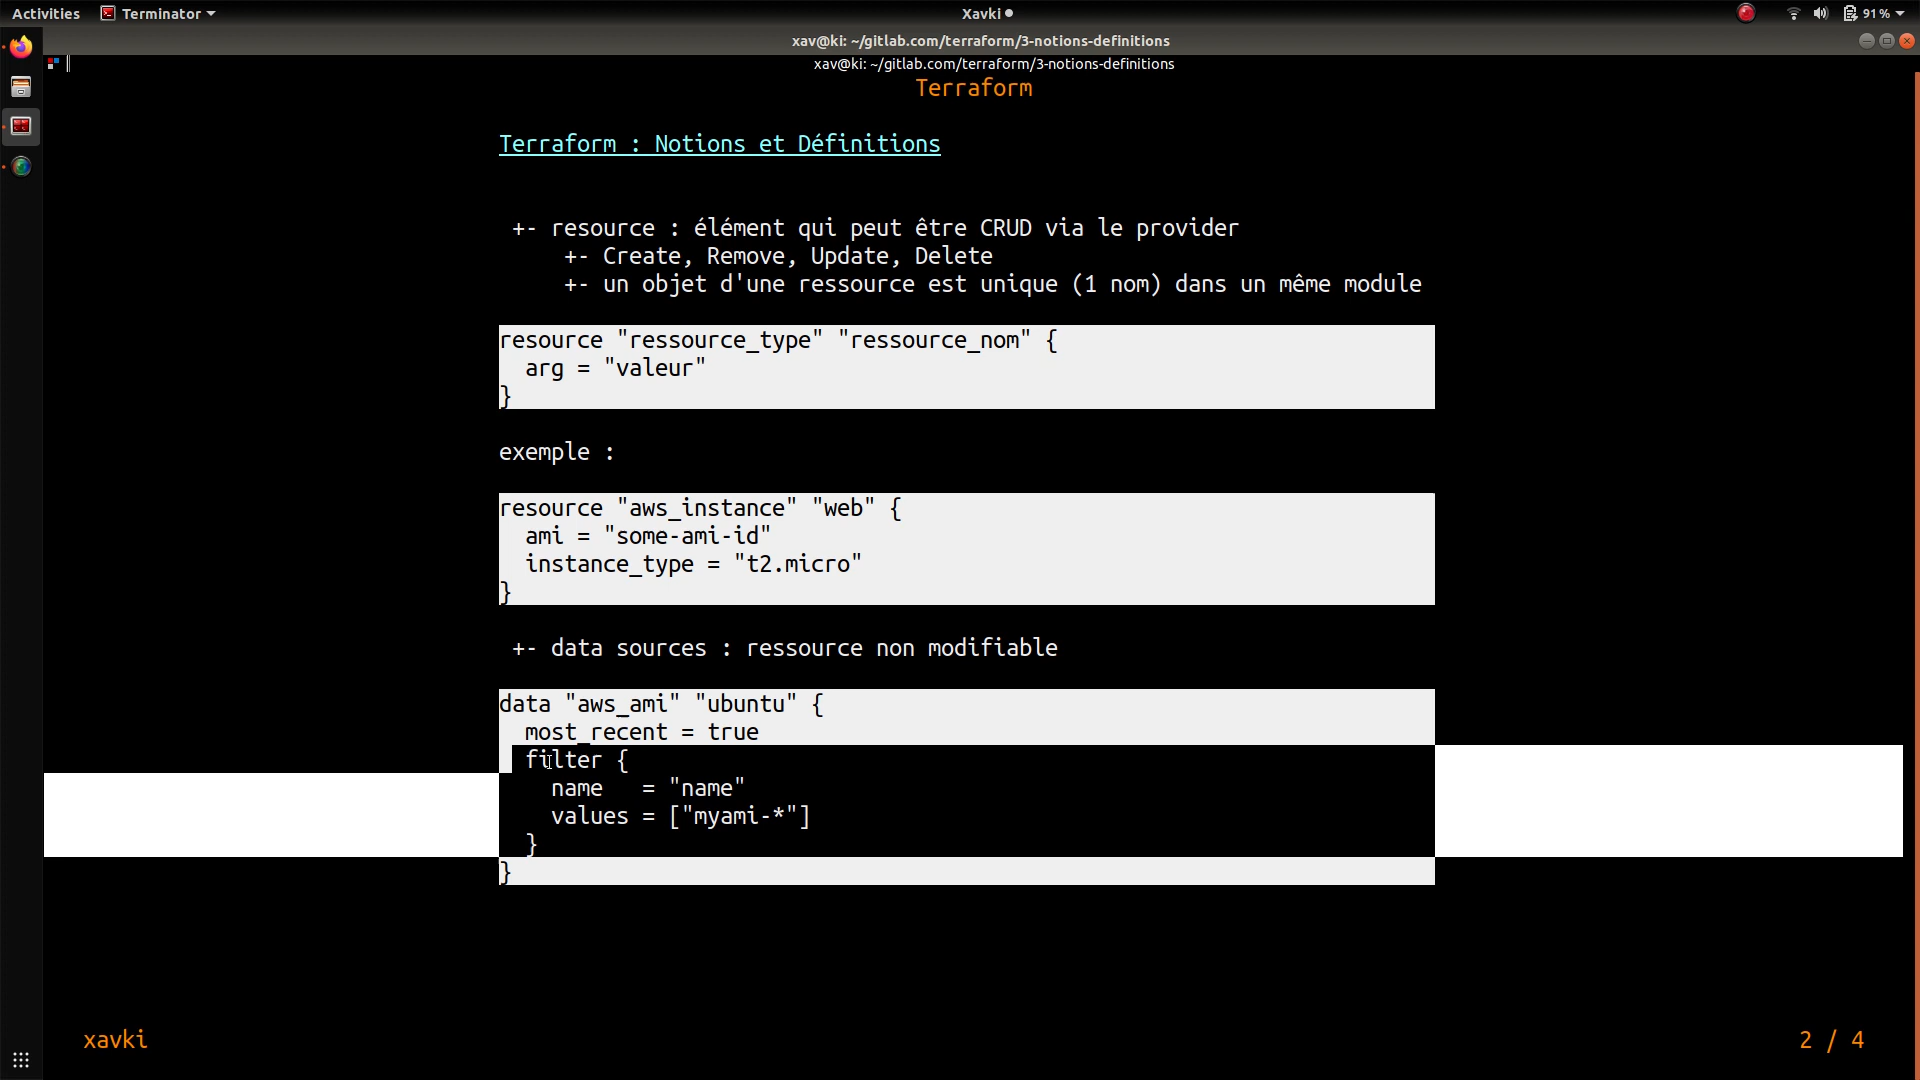 Activities Terminator Xavki 91%
xav@ki: ~/gitlab.com/terraform/3-notions-definitions
xav@ki: ~/gitlab.com/terraform/3-notions-definitions
Terraform
Terraform : Notions et Définitions
+- resource : élément qui peut être CRUD via le provider
+- Create, Remove, Update, Delete
+- un objet d'une ressource est unique (1 nom) dans un même module
resource "ressource_type" "ressource_nom" {
arg = "valeur"
}
exemple :
resource "aws_instance" "web" {
ami = "some-ami-id"
instance_type = "t2.micro"
}
+- data sources : ressource non modifiable
data "aws_ami" "ubuntu" {
most_recent = true
filter {
name   = "name"
values = ["myami-*"]
}
}
xavki 2 / 4